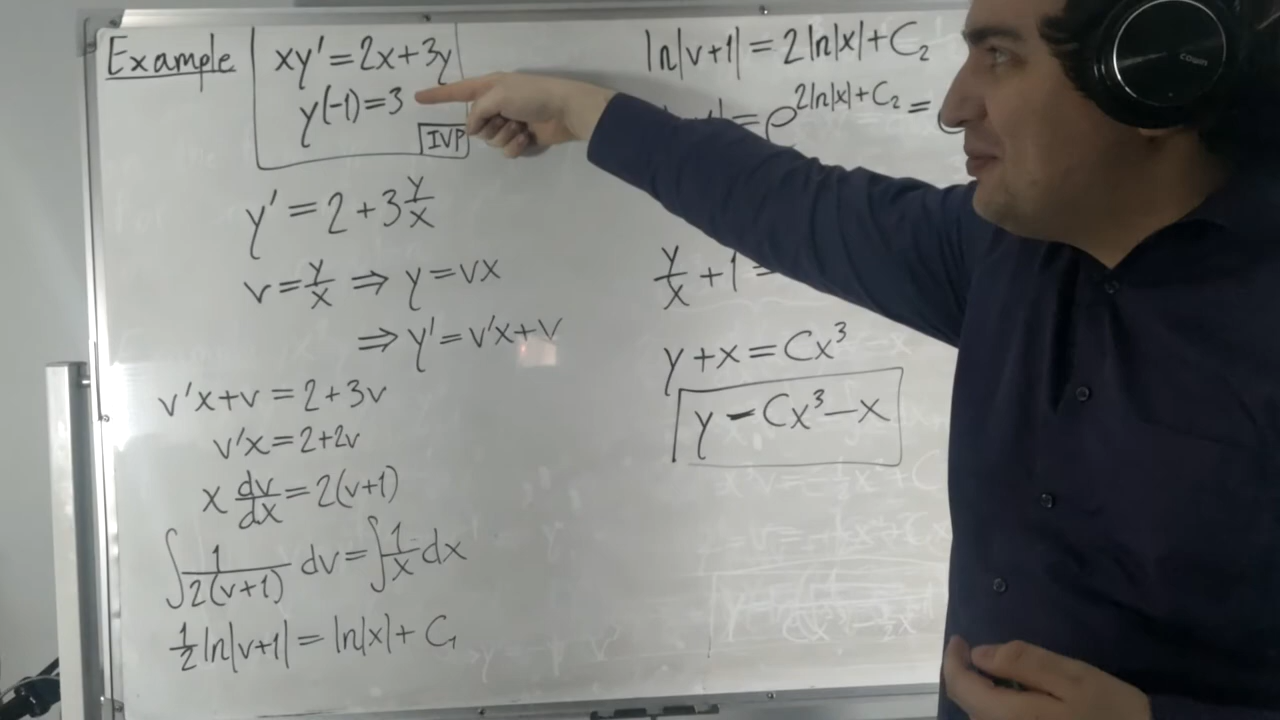 Example
xy' = 2x + 3y
y(-1) = 3
IVP
y' = 2 + 3 y/x
v = y/x ⇒ y = vx
⇒ y' = v'x + v
v'x + v = 2 + 3v
v'x = 2 + 2v
x dv/dx = 2(v+1)
∫ 1/2(v+1) dv = ∫ 1/x dx
1/2 ln|v+1| = ln|x| + C₁
ln|v+1| = 2ln|x| + C₂
| = e^(2ln|x| + C₂) =
y/x + 1 =
y + x = Cx³
y = Cx³ - x